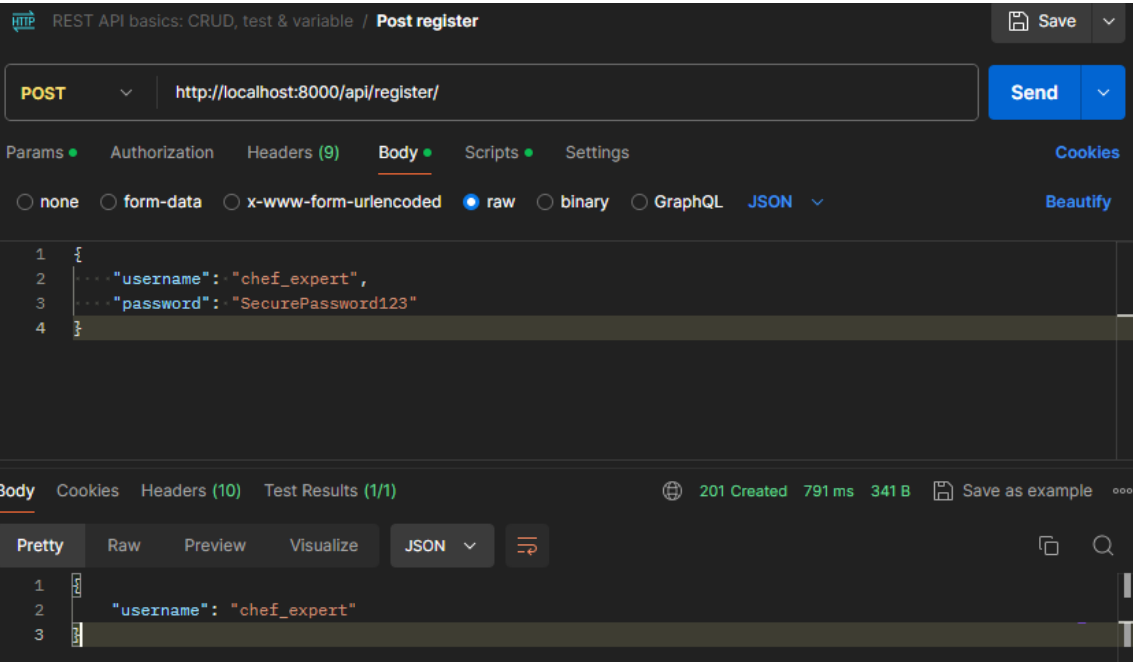 HTTP REST API basics: CRUD, test & variable / Post register Save
POST http://localhost:8000/api/register/ Send
Params Authorization Headers (9) Body Scripts Settings Cookies
none form-data x-www-form-urlencoded raw binary GraphQL JSON Beautify
1 {
2 "username": "chef_expert",
3 "password": "SecurePassword123"
4 }
Body Cookies Headers (10) Test Results (1/1) 201 Created 791 ms 341 B Save as example
Pretty Raw Preview Visualize JSON
1 {
2 "username": "chef_expert"
3 }